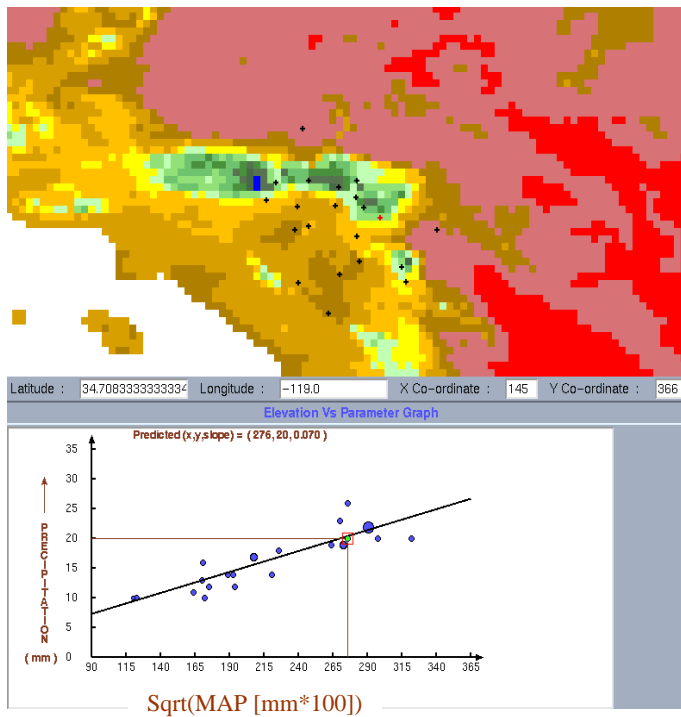 Latitude : 34.7083333333334 Longitude : -119.0 X Co-ordinate : 145 Y Co-ordinate : 366
Elevation Vs Parameter Graph
Predicted (x,y,slope) = ( 276, 20, 0.070 )
35
30
25
20
15
10
5
0
PRECIPITATION
( mm )
90 115 140 165 190 215 240 265 290 315 340 365
Sqrt(MAP [mm*100])